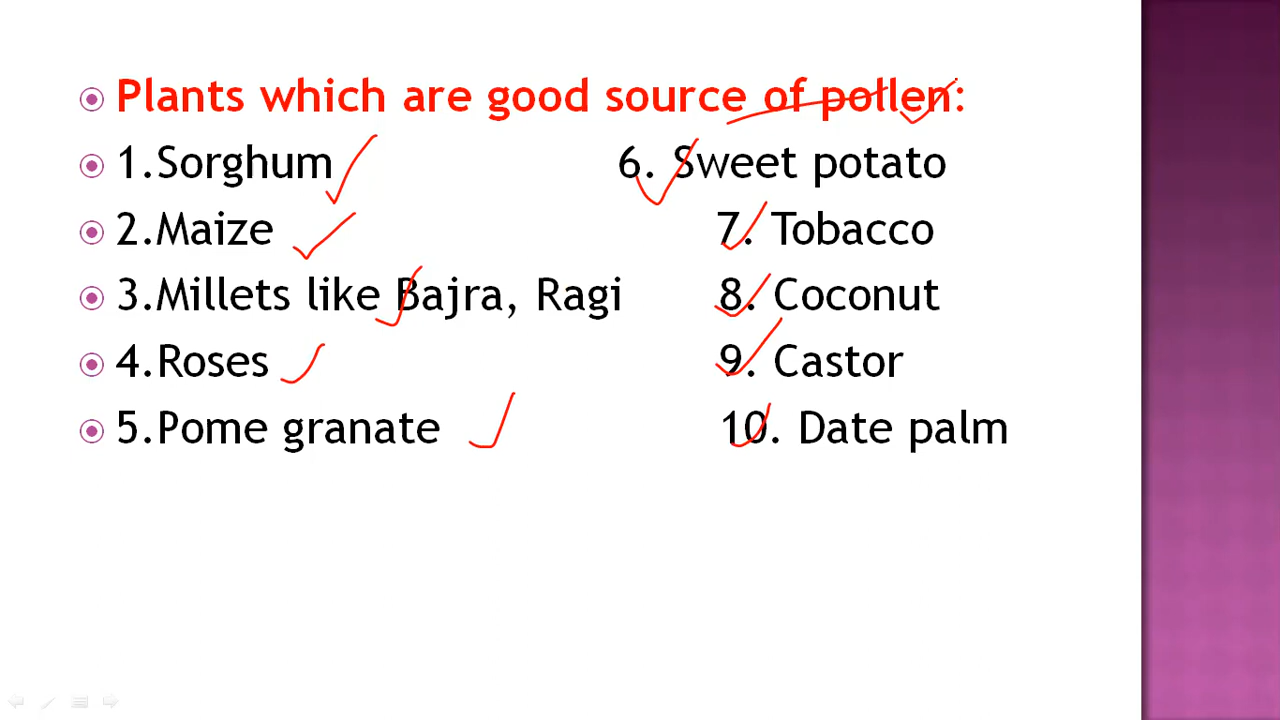 Plants which are good source of pollen:
1.Sorghum 6. Sweet potato
2.Maize 7. Tobacco
3.Millets like Bajra, Ragi 8. Coconut
4.Roses 9. Castor
5.Pome granate 10. Date palm